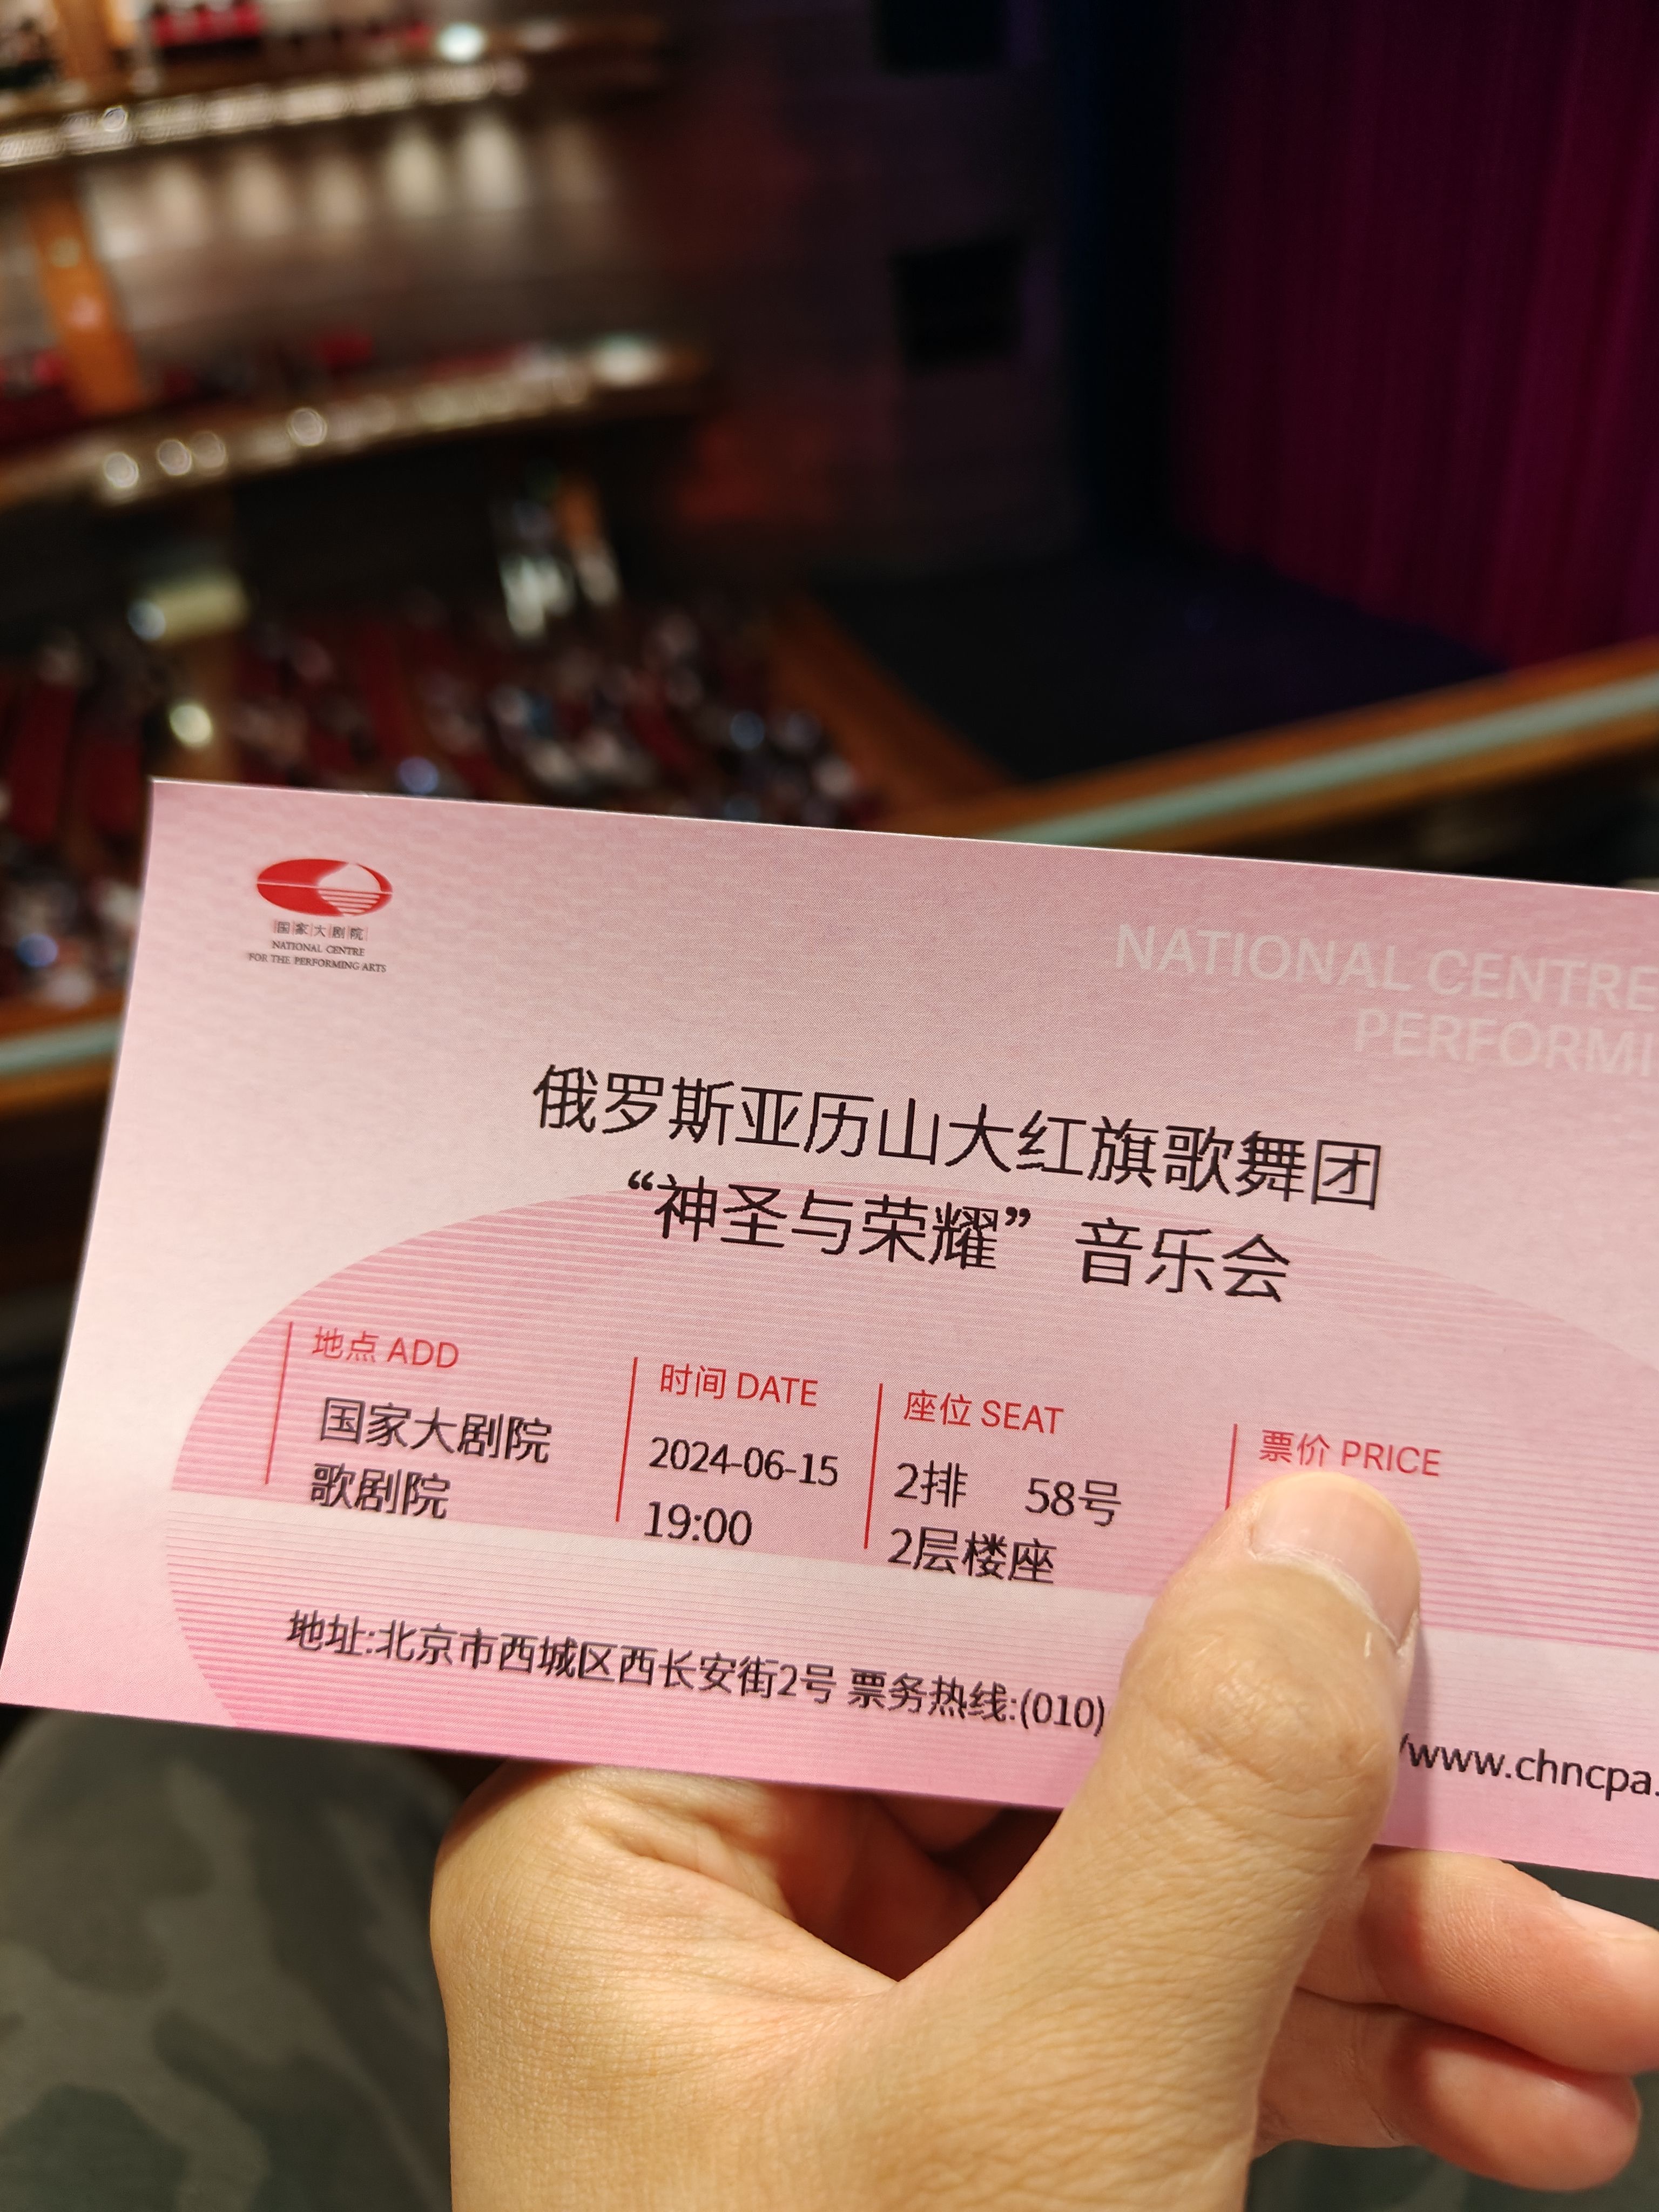 国家大剧院
NATIONAL CENTRE
FOR THE PERFORMING ARTS
NATIONAL CENTRE
PERFORMI
俄罗斯亚历山大红旗歌舞团
“神圣与荣耀” 音乐会
地点 ADD
国家大剧院
歌剧院
时间 DATE
2024-06-15
19:00
座位 SEAT
2排 58号
2层楼座
票价 PRICE
地址:北京市西城区西长安街2号 票务热线:(010) /www.chncpa.